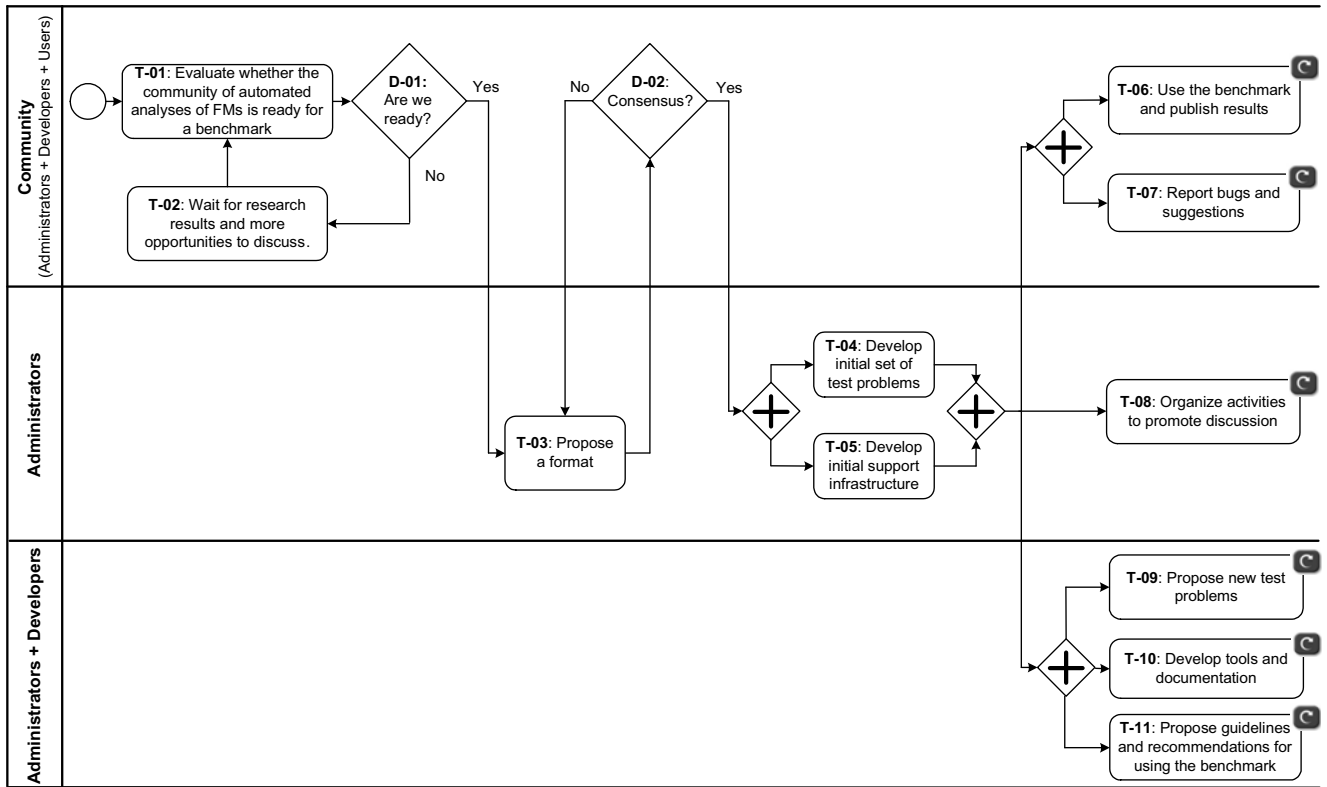 Community
(Administrators + Developers + Users)
T-01: Evaluate whether the
community of automated
analyses of FMs is ready for
a benchmark
D-01:
Are we
ready?
Yes
No
T-02: Wait for research
results and more
opportunities to discuss.
No
D-02:
Consensus?
Yes
T-06: Use the benchmark
and publish results
T-07: Report bugs and
suggestions
Administrators
T-03: Propose
a format
T-04: Develop
initial set of
test problems
T-05: Develop
initial support
infrastructure
T-08: Organize activities
to promote discussion
Administrators + Developers
T-09: Propose new test
problems
T-10: Develop tools and
documentation
T-11: Propose guidelines
and recommendations for
using the benchmark